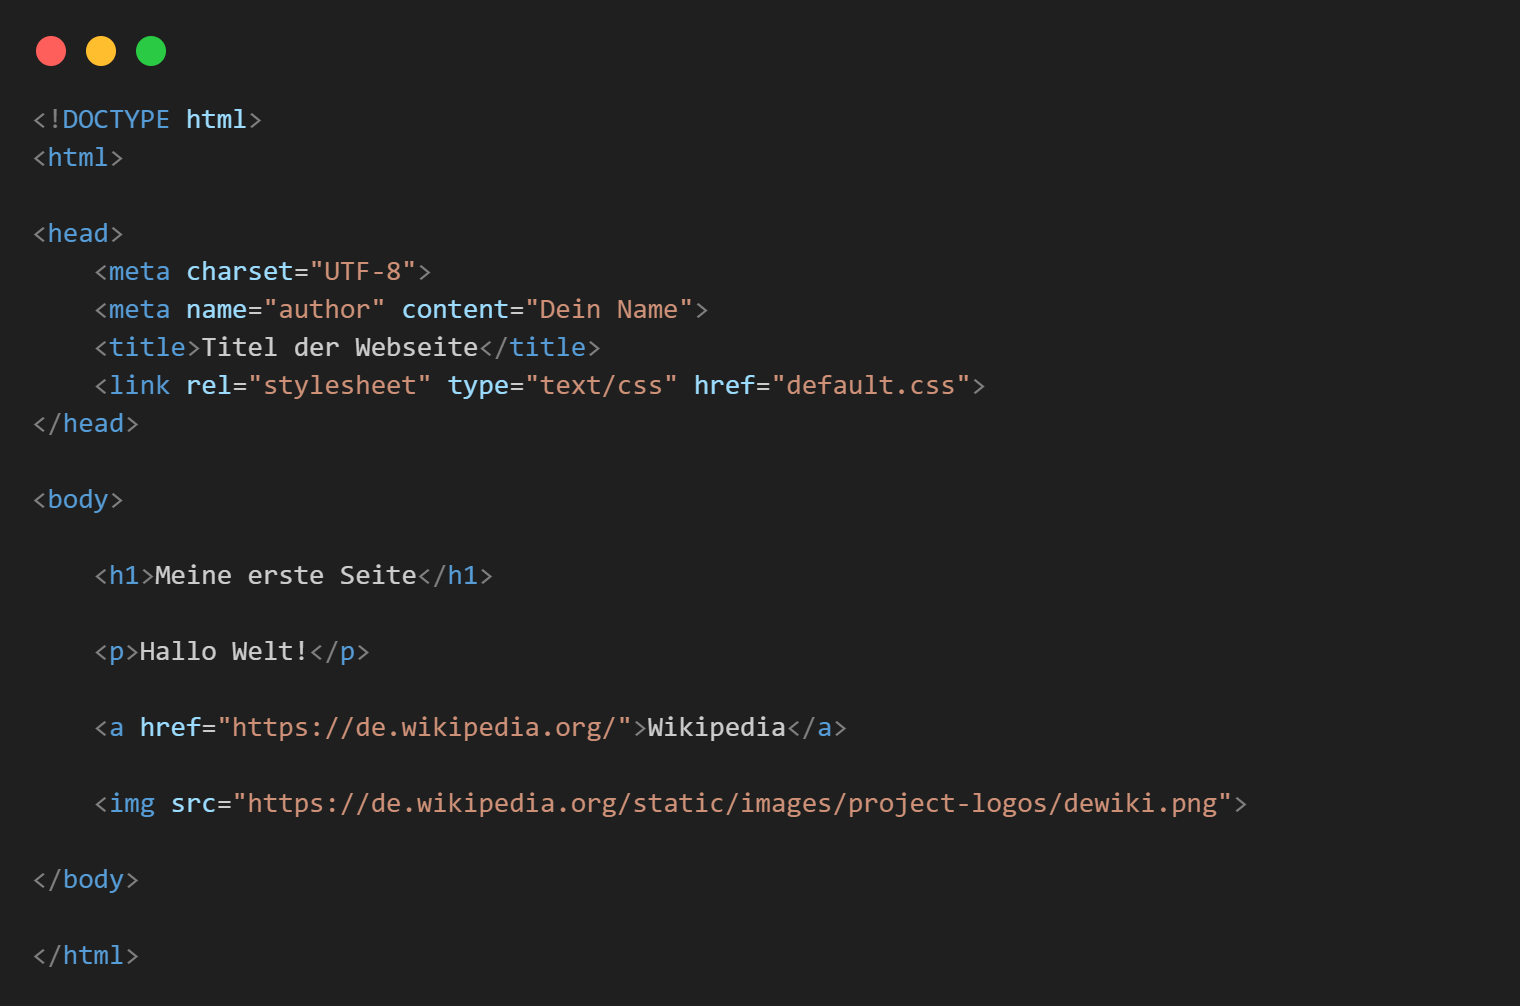 <!DOCTYPE html>
<html>
<head>
<meta charset="UTF-8">
<meta name="author" content="Dein Name">
<title>Titel der Webseite</title>
<link rel="stylesheet" type="text/css" href="default.css">
</head>
<body>
<h1>Meine erste Seite</h1>
<p>Hallo Welt!</p>
<a href="https://de.wikipedia.org/">Wikipedia</a>
<img src="https://de.wikipedia.org/static/images/project-logos/dewiki.png">
</body>
</html>